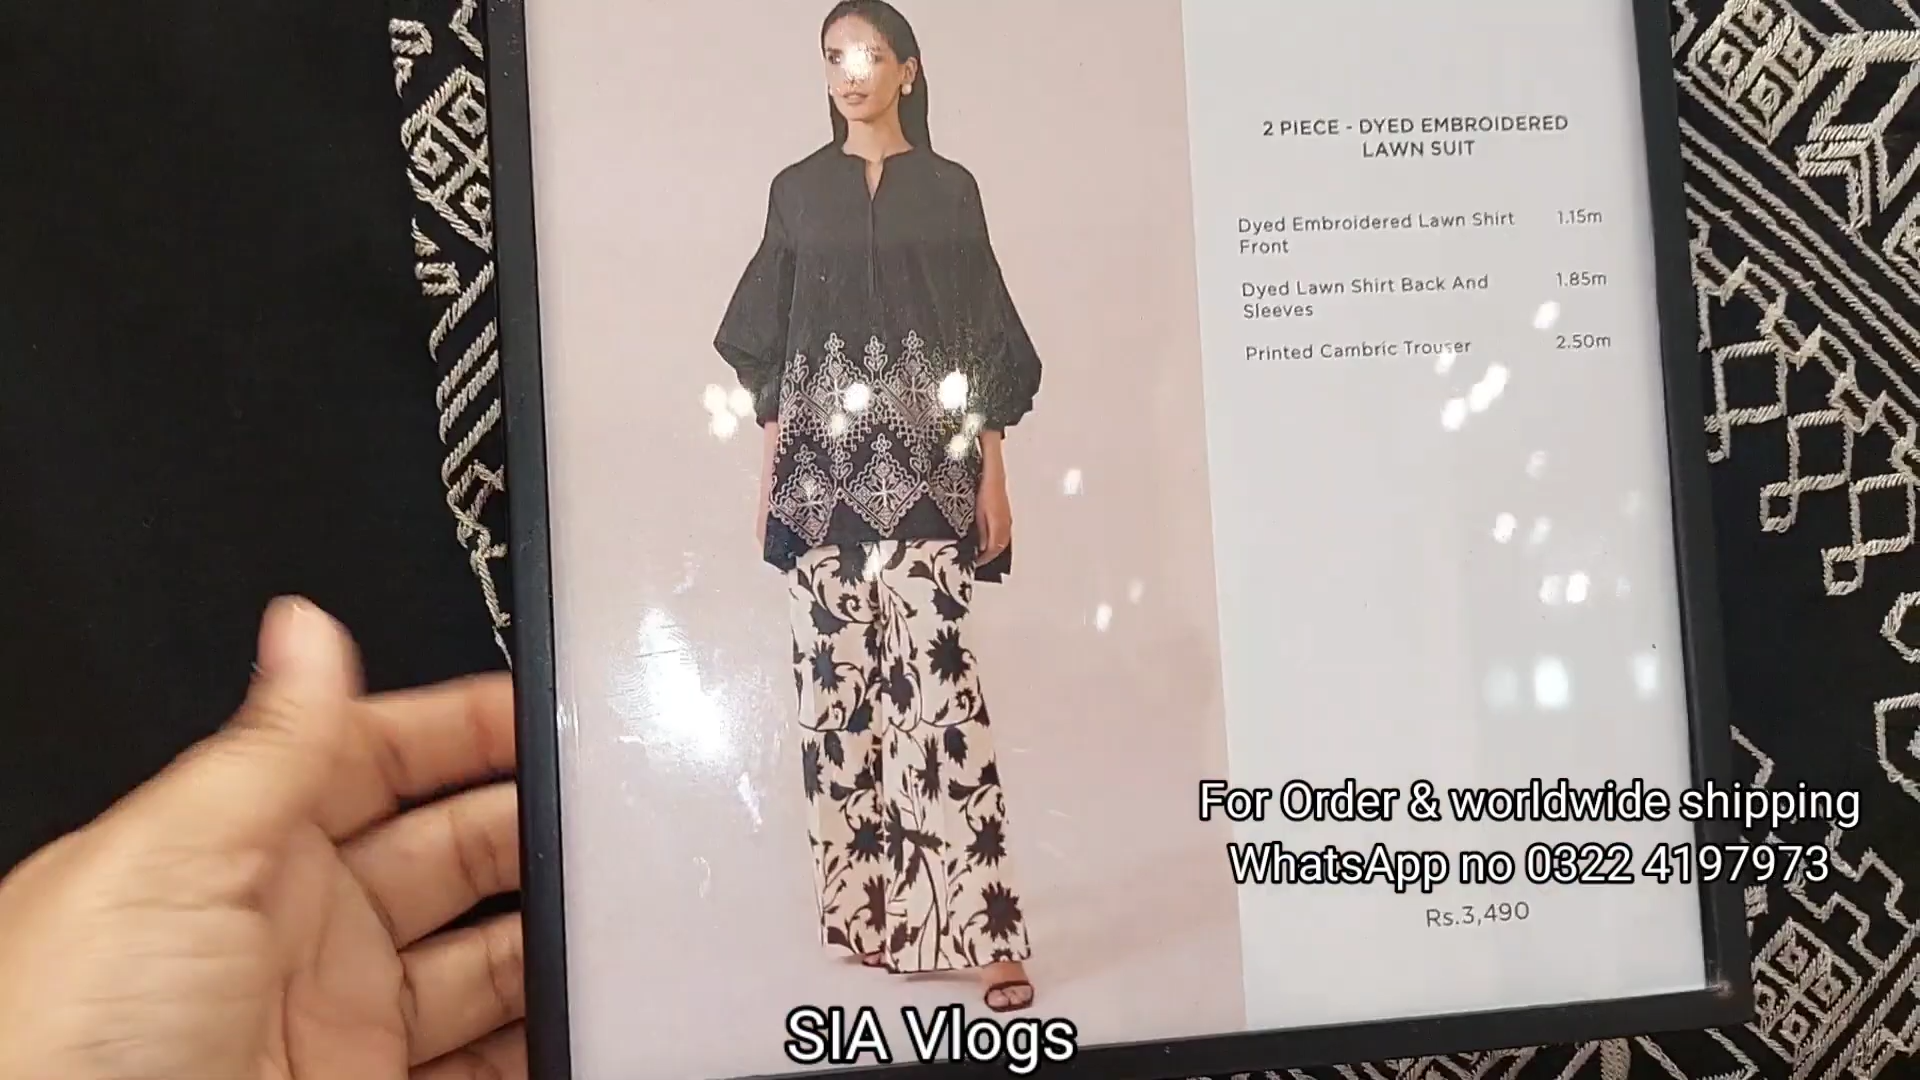 2 PIECE - DYED EMBROIDERED
LAWN SUIT
Dyed Embroidered Lawn Shirt 1.15m
Front
Dyed Lawn Shirt Back And 1.85m
Sleeves
Printed Cambric Trouser 2.50m
For Order & worldwide shipping
WhatsApp no 0322 4197973
Rs.3,490
SIA Vlogs